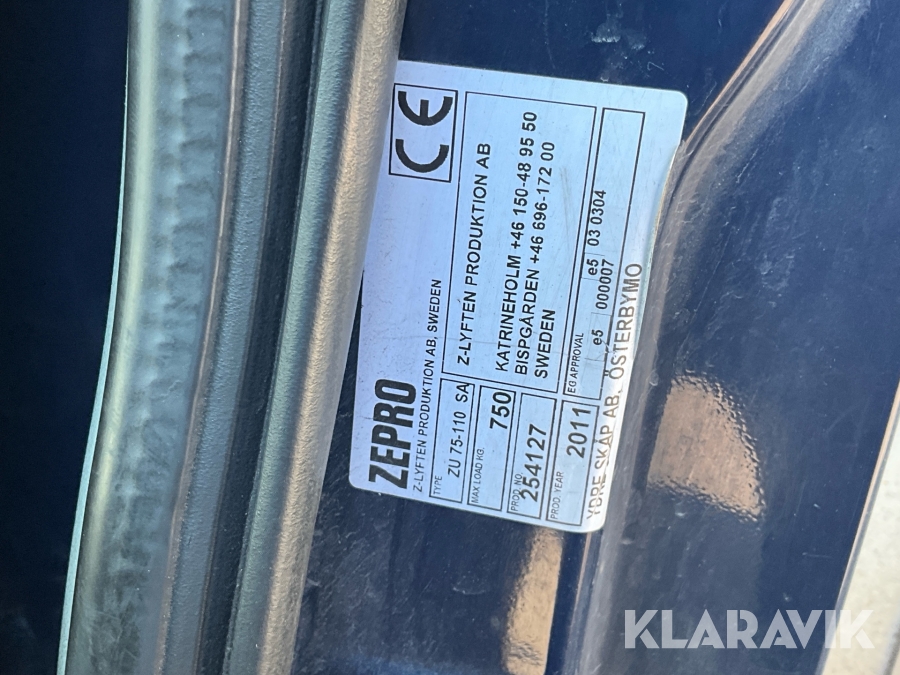 ZEPRO
Z-LYFTEN PRODUKTION AB, SWEDEN
CE
TYPE
ZU 75-110 SA
Z-LYFTEN PRODUKTION AB
MAX LOAD KG.
750
KATRINEHOLM +46 150-48 95 50
BISPGÅRDEN +46 696-172 00
SWEDEN
PROD.NO.
254127
PROD. YEAR
2011
EG APPROVAL
e5 e5
000007 03 0304
YDRE SKÅP AB, ÖSTERBYMO
KLARAVIK